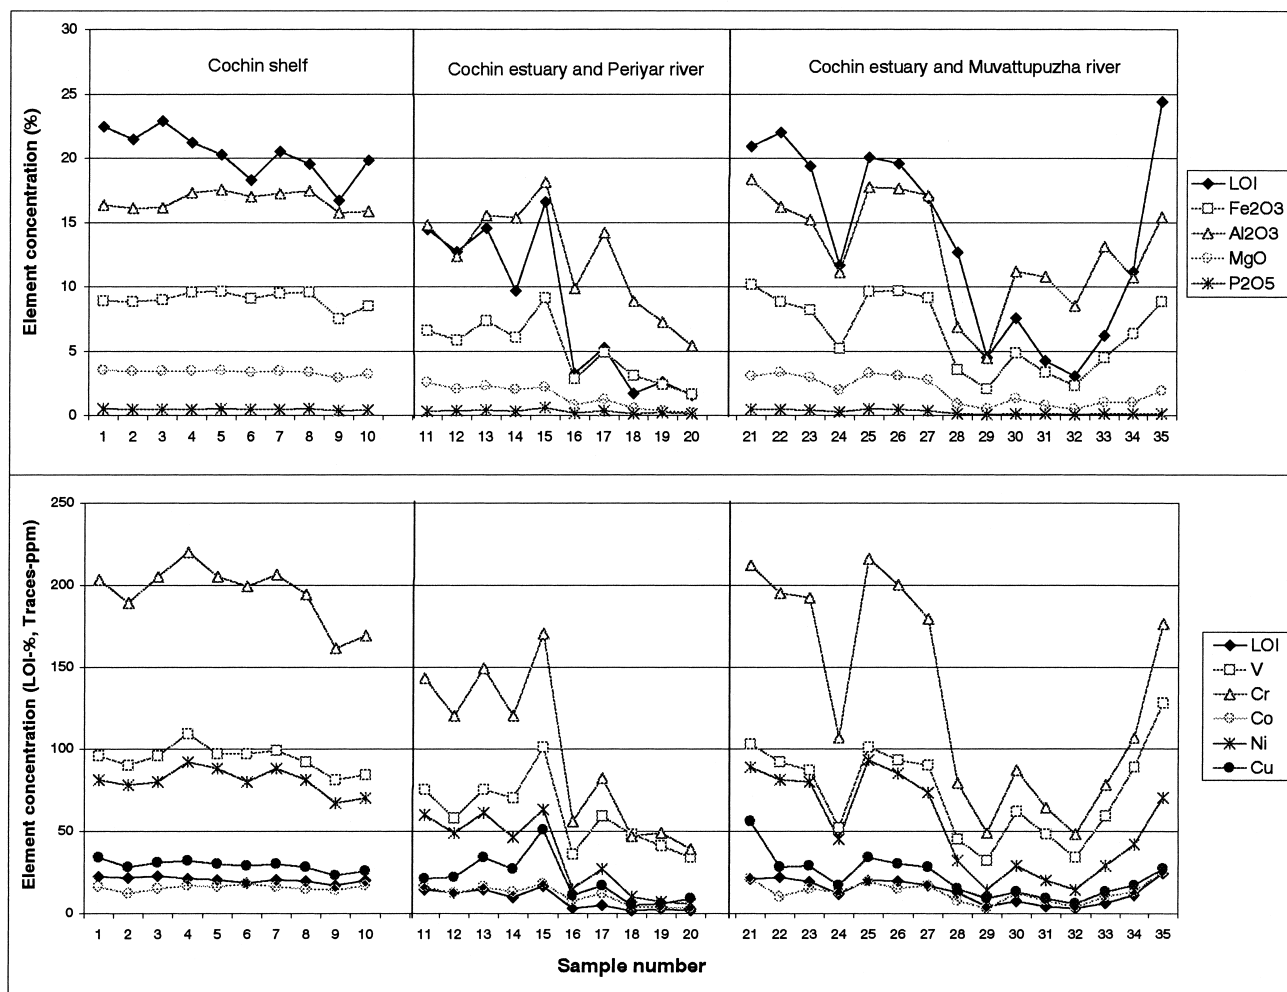 Element concentration (%)
30
25
20
15
10
5
0
Cochin shelf
Cochin estuary and Periyar river
Cochin estuary and Muvattupuzha river
1 2 3 4 5 6 7 8 9 10 11 12 13 14 15 16 17 18 19 20 21 22 23 24 25 26 27 28 29 30 31 32 33 34 35
LOI
Fe2O3
Al2O3
MgO
P2O5
Element concentration (LOI-%, Traces-ppm)
250
200
150
100
50
0
1 2 3 4 5 6 7 8 9 10 11 12 13 14 15 16 17 18 19 20 21 22 23 24 25 26 27 28 29 30 31 32 33 34 35
Sample number
LOI
V
Cr
Co
Ni
Cu